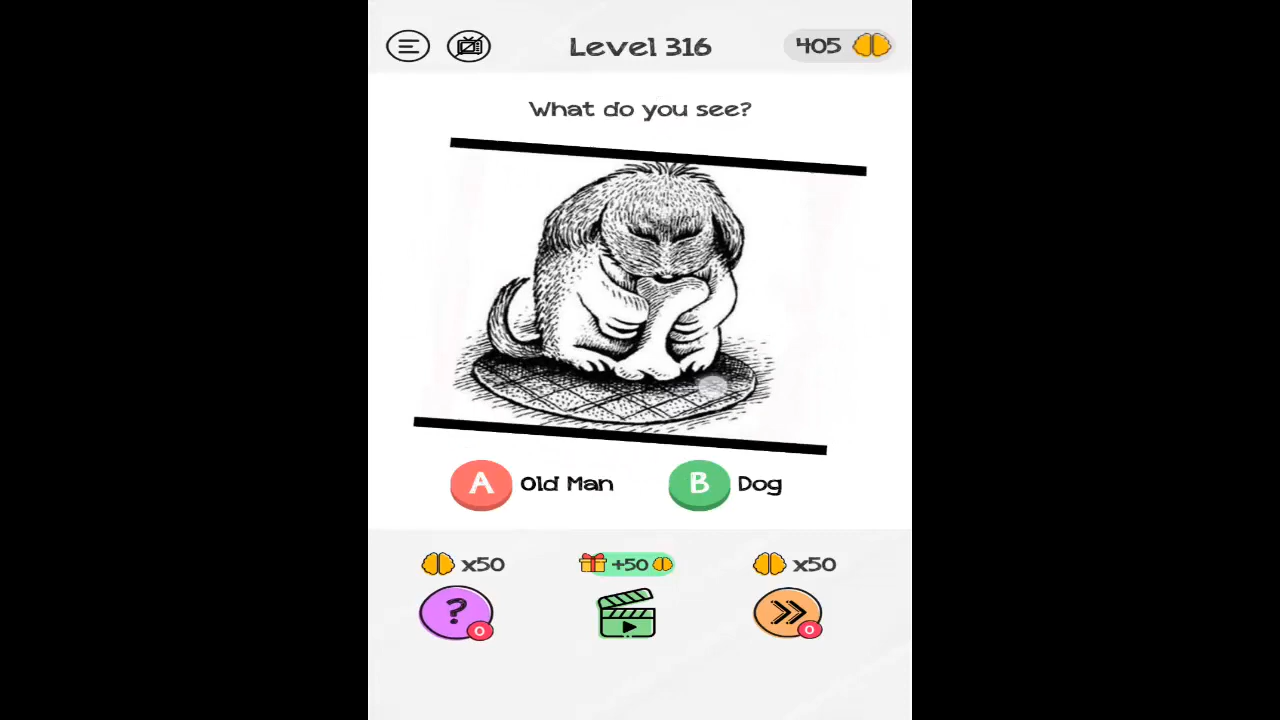 Level 316
405
What do you see?
A Old Man
B Dog
x50
+50
x50
?
0
0